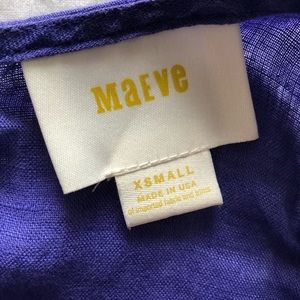 MaEve
XSMALL
MADE IN USA
of imported fabric and trims